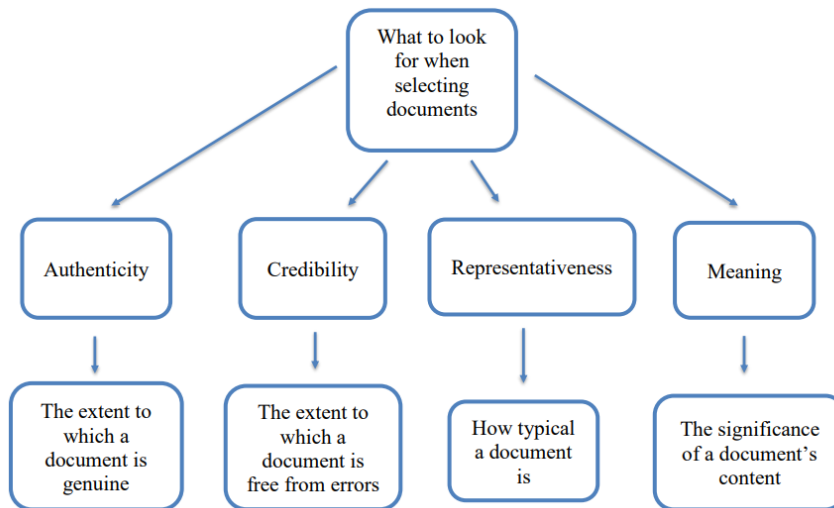 What to look
for when
selecting
documents
Authenticity
Credibility
Representativeness
Meaning
The extent to
which a
document is
genuine
The extent to
which a
document is
free from errors
How typical
a document
is
The significance
of a document's
content